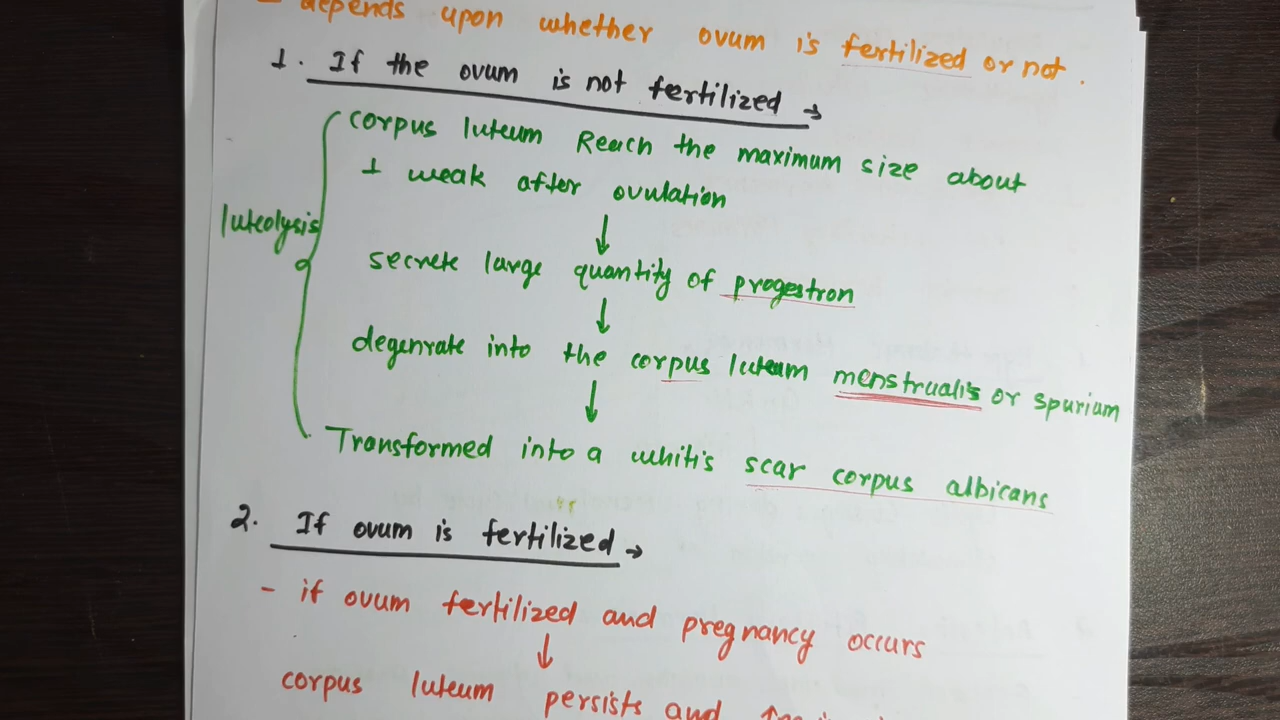 depends upon whether ovum is fertilized or not.
1. If the ovum is not fertilized →
corpus luteum Reach the maximum size about
1 weak after ovulation
↓
luteolysis
secrete large quantity of progestron
↓
degenrate into the corpus luteum menstrualis or spurium
↓
Transformed into a whitis scar corpus albicans
2. If ovum is fertilized →
- if ovum fertilized and pregnancy occurs
↓
corpus luteum persists and